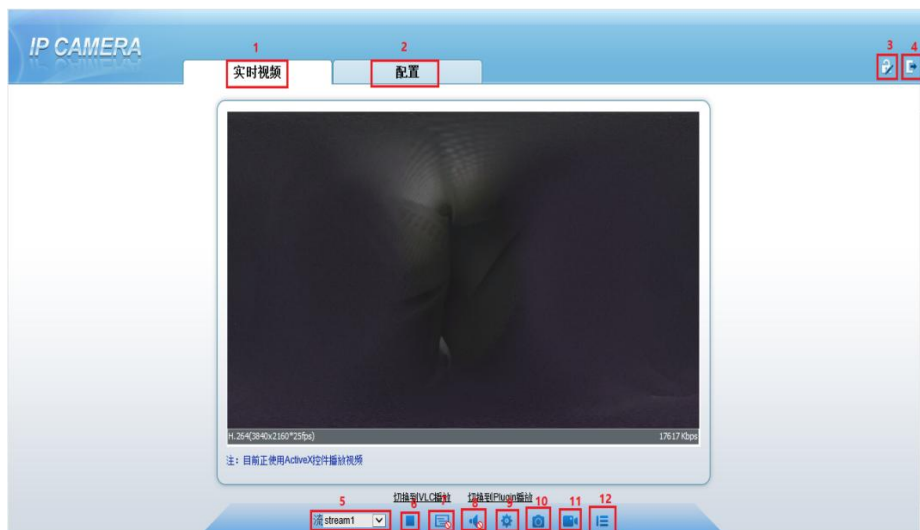 IP CAMERA
1
2
3
4
实时视频
配置
H.264(3840x2160*25fps)
17617 Kbps
注：目前正使用ActiveX控件播放视频
切换到VLC播放
切换到Plugin播放
5
6
7
8
9
10
11
12
流 stream1